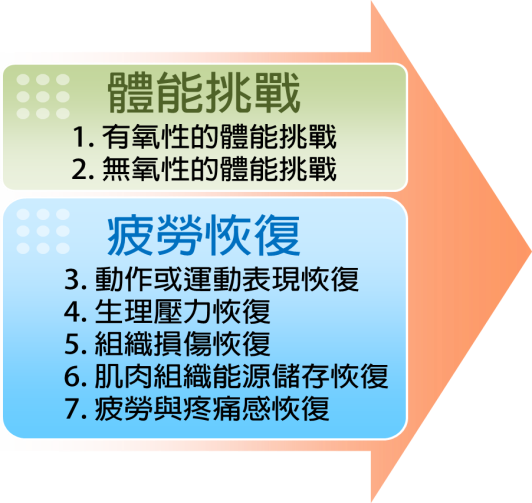 體能挑戰
1. 有氧性的體能挑戰
2. 無氧性的體能挑戰
疲勞恢復
3. 動作或運動表現恢復
4. 生理壓力恢復
5. 組織損傷恢復
6. 肌肉組織能源儲存恢復
7. 疲勞與疼痛感恢復